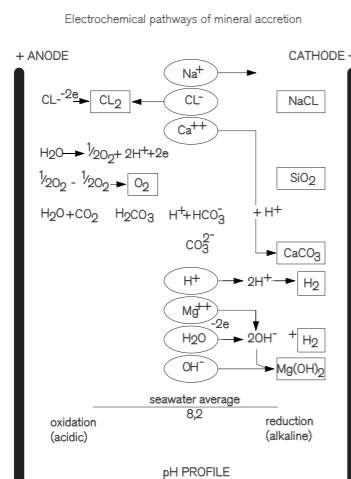 Electrochemical pathways of mineral accretion
+ ANODE CATHODE -
Na⁺
CL-⁻²ᵉ CL₂ CL⁻ NaCL
Ca⁺⁺
H₂O ½O₂+ 2H⁺+2e
½O₂ - ½O₂ O₂ SiO₂
H₂O+CO₂ H₂CO₃ H⁺+HCO₃⁻ + H⁺
CO₃²⁻
CaCO₃
H⁺ 2H⁺ H₂
Mg⁺⁺
H₂O -2e 2OH⁻ + H₂
OH⁻ Mg(OH)₂
seawater average
8,2
oxidation reduction
(acidic) (alkaline)
pH PROFILE